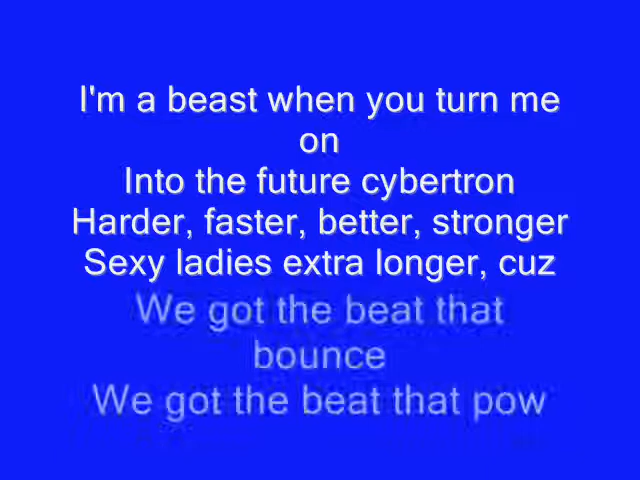 I'm a beast when you turn me
on
Into the future cybertron
Harder, faster, better, stronger
Sexy ladies extra longer, cuz
We got the beat that
bounce
We got the beat that pow